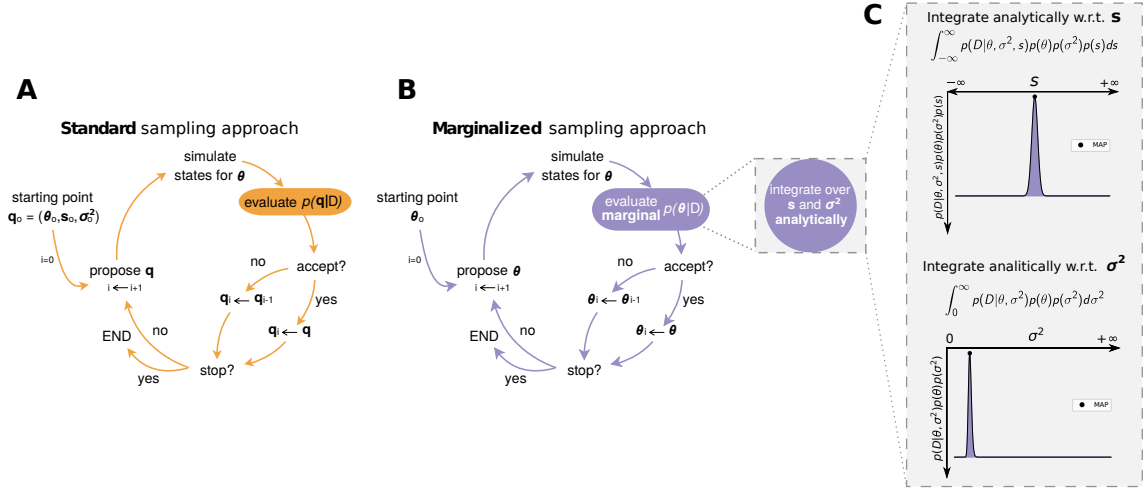 A
Standard sampling approach
simulate
states for θ
starting point
q₀ = (θ₀,s₀,σ₀²)
evaluate p(q|D)
i=0
propose q
i ← i+1
accept?
no
yes
qᵢ ← qᵢ₋₁
qᵢ ← q
stop?
no
yes
END
B
Marginalized sampling approach
simulate
states for θ
starting point
θ₀
evaluate
marginal p(θ|D)
i=0
propose θ
i ← i+1
accept?
no
yes
θᵢ ← θᵢ₋₁
θᵢ ← θ
stop?
no
yes
END
integrate over
s and σ²
analytically
C
Integrate analytically w.r.t. s
∫_{-∞}^{∞} p(D|θ, σ², s)p(θ)p(σ²)p(s)ds
−∞ s +∞
p(D|θ, σ², s)p(θ)p(σ²)p(s)
MAP
Integrate analitically w.r.t. σ²
∫_0^∞ p(D|θ, σ²)p(θ)p(σ²)dσ²
0 σ² +∞
p(D|θ, σ²)p(θ)p(σ²)
MAP